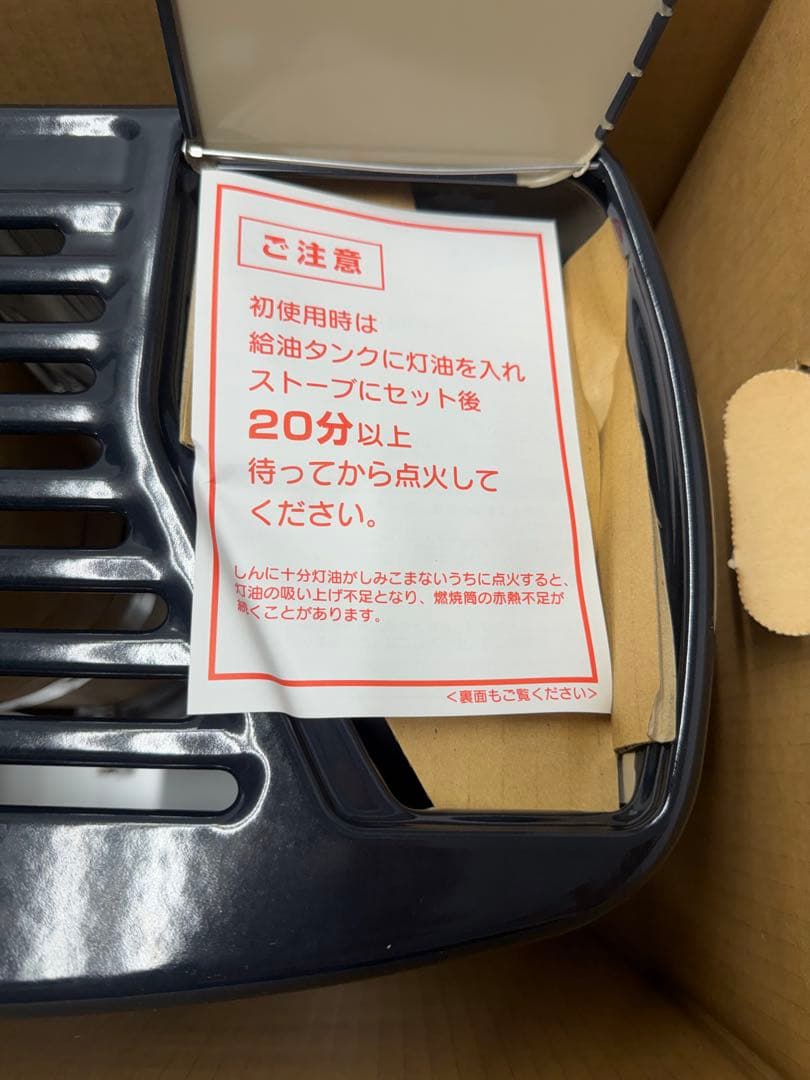 ご注意
初使用時は
給油タンクに灯油を入れ
ストーブにセット後
20分以上
待ってから点火して
ください。
しんに十分灯油がしみこまないうちに点火すると、
灯油の吸い上げ不足となり、燃焼筒の赤熱不足が
続くことがあります。
<裏面もご覧ください>